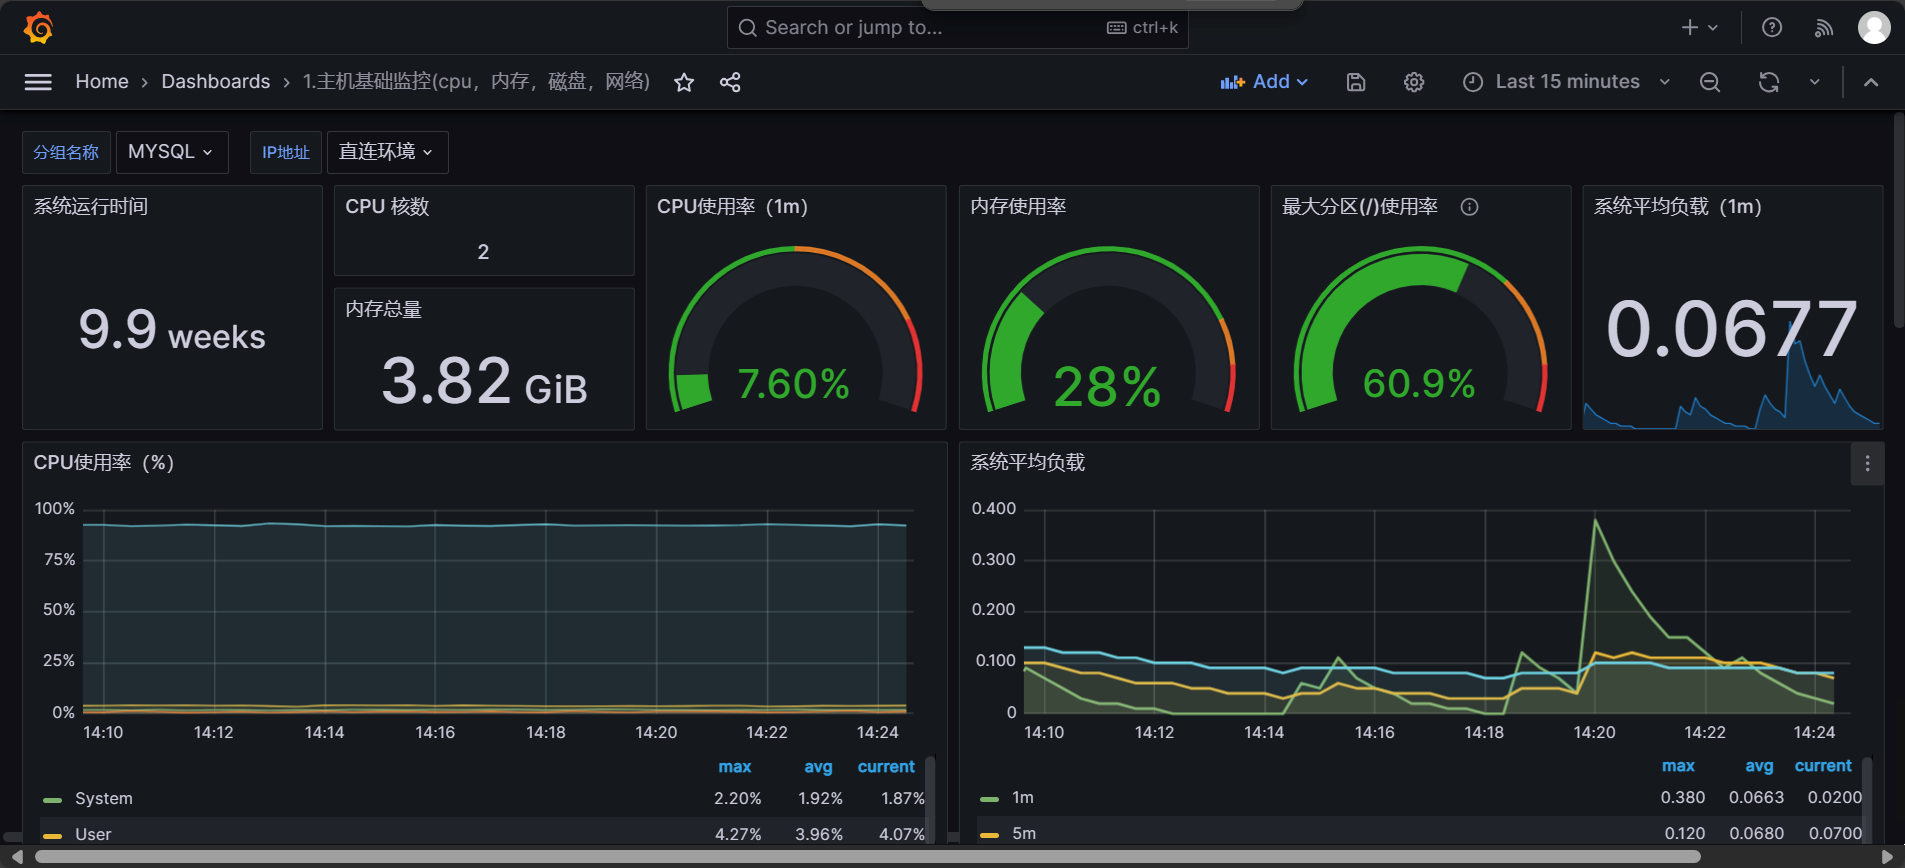 Search or jump to...
ctrl+k
Home › Dashboards › 1.主机基础监控(cpu，内存，磁盘，网络)
Add
Last 15 minutes
分组名称
MYSQL
IP地址
直连环境
系统运行时间
9.9 weeks
CPU 核数
2
内存总量
3.82 GiB
CPU使用率（1m）
7.60%
内存使用率
28%
最大分区(/)使用率
60.9%
系统平均负载（1m）
0.0677
CPU使用率（%）
100%
75%
50%
25%
0%
14:10 14:12 14:14 14:16 14:18 14:20 14:22 14:24
max avg current
System 2.20% 1.92% 1.87%
User 4.27% 3.96% 4.07%
系统平均负载
0.400
0.300
0.200
0.100
0
14:10 14:12 14:14 14:16 14:18 14:20 14:22 14:24
max avg current
1m 0.380 0.0663 0.0200
5m 0.120 0.0680 0.0700